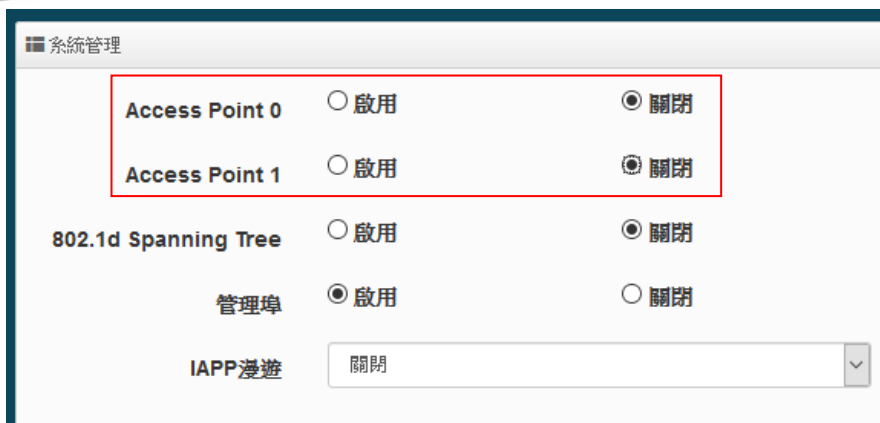 系統管理
Access Point 0 啟用 關閉
Access Point 1 啟用 關閉
802.1d Spanning Tree 啟用 關閉
管理埠 啟用 關閉
IAPP漫遊 關閉